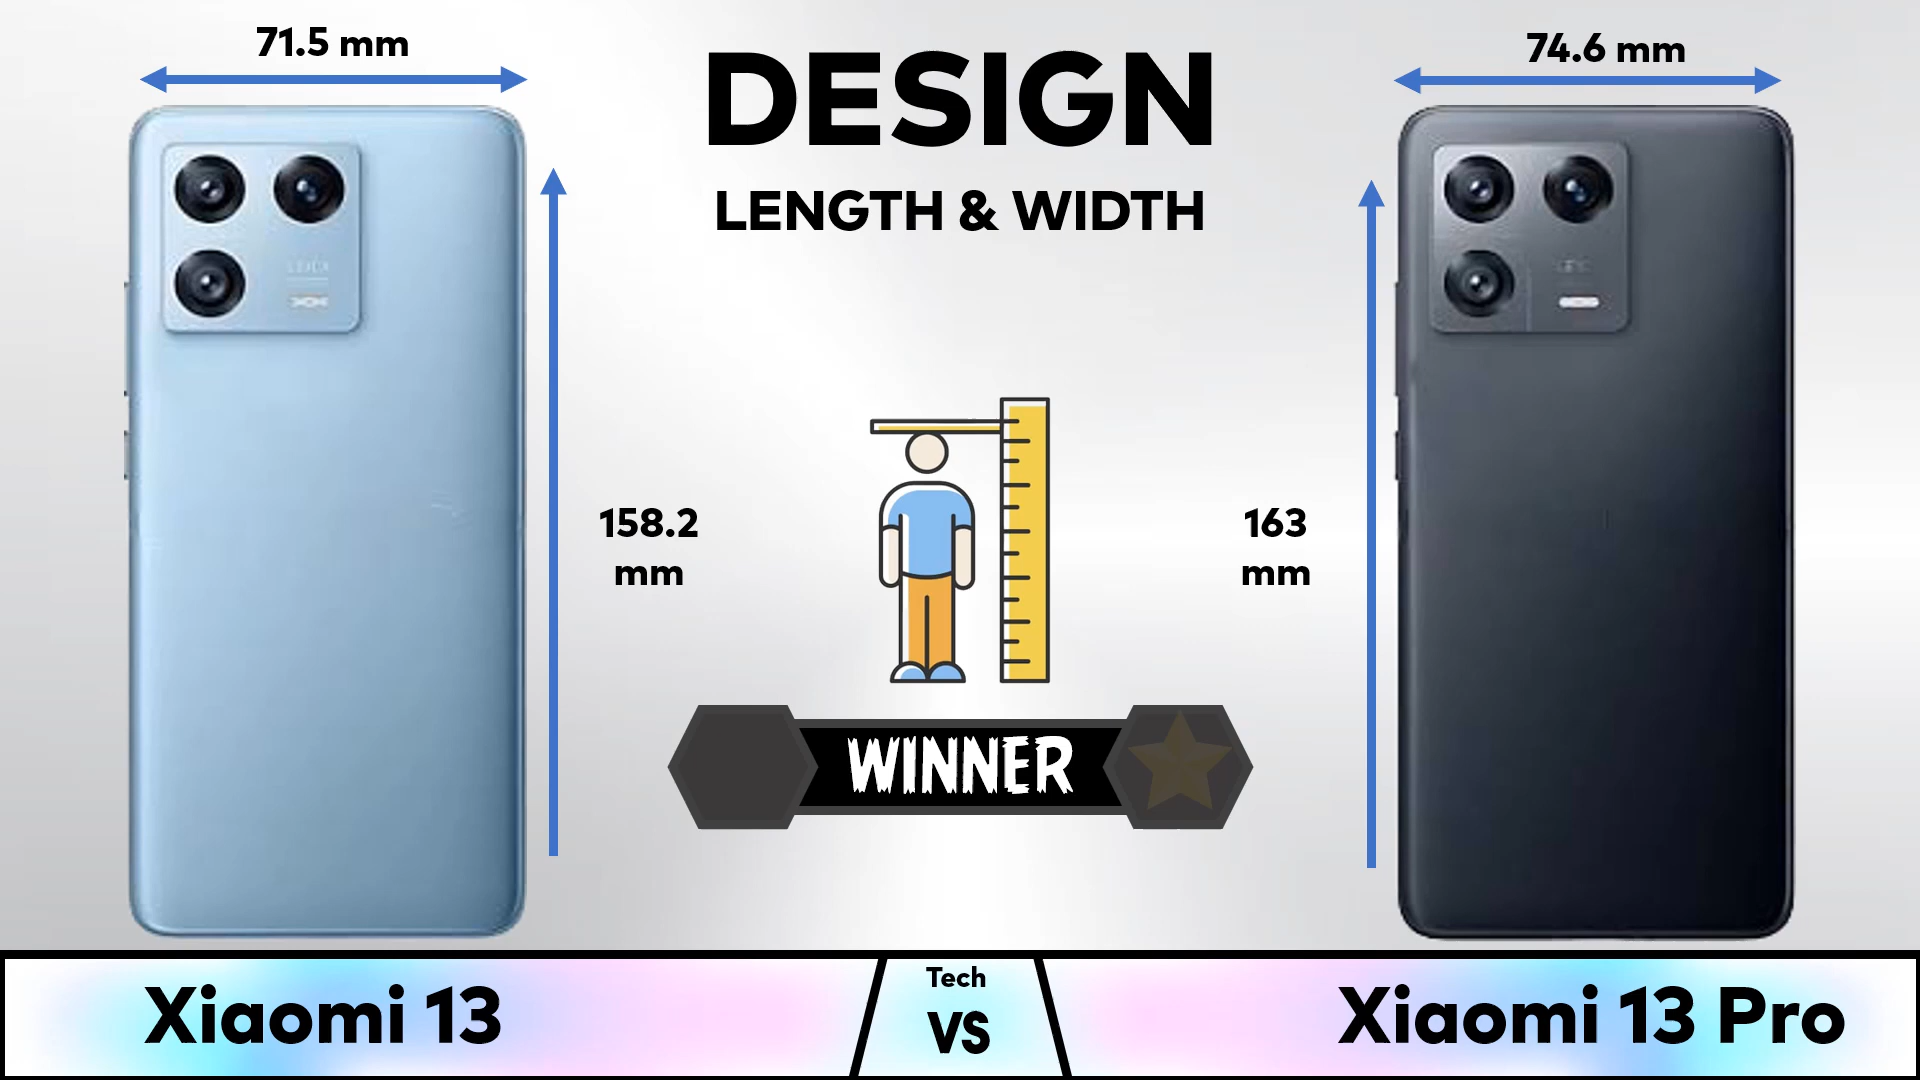 71.5 mm
DESIGN
74.6 mm
LENGTH & WIDTH
158.2
mm
163
mm
WINNER
Xiaomi 13
Tech
VS
Xiaomi 13 Pro